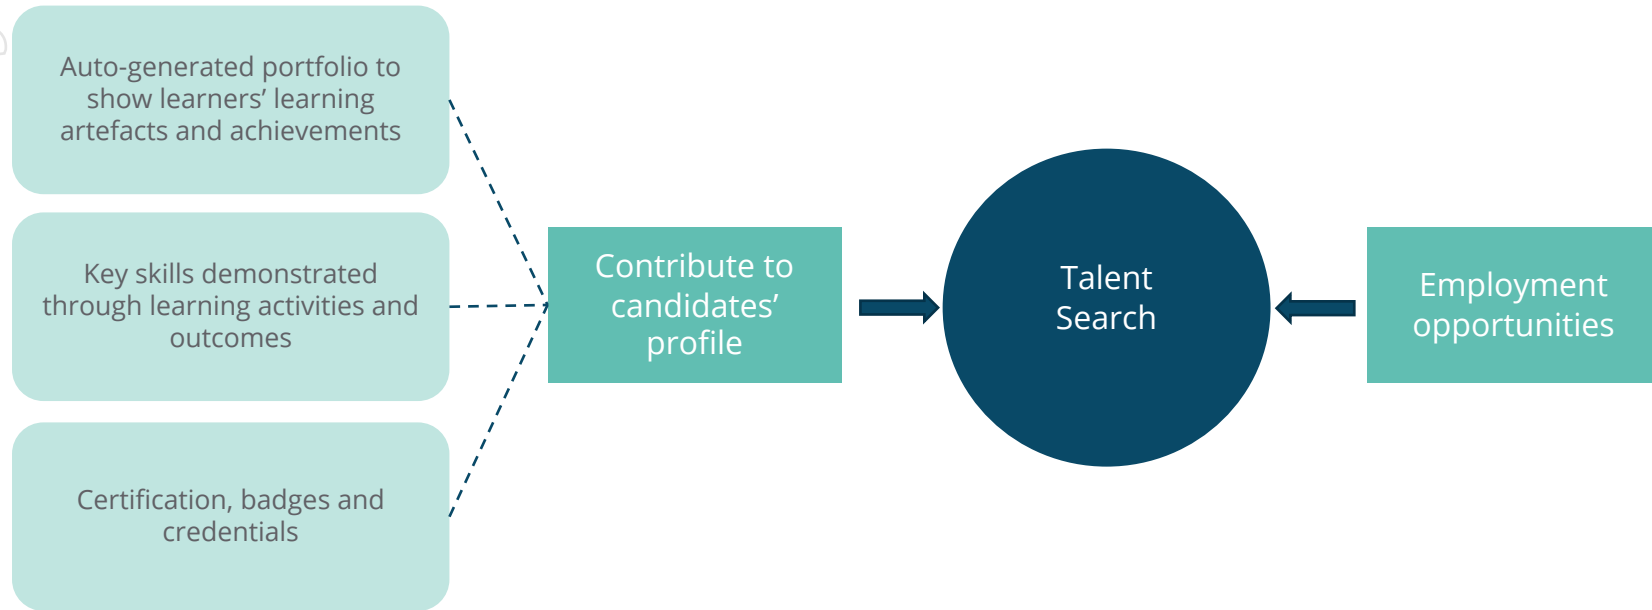 Auto-generated portfolio to
show learners’ learning
artefacts and achievements
Key skills demonstrated
through learning activities and
outcomes
Certification, badges and
credentials
Contribute to
candidates’
profile
Talent
Search
Employment
opportunities